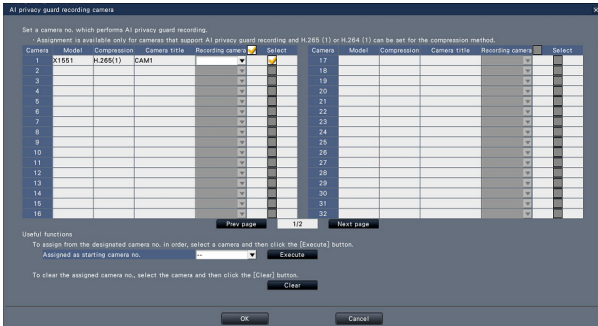 AI privacy guard recording camera
Set a camera no. which performs AI privacy guard recording.
- Assignment is available only for cameras that support AI privacy guard recording and H.265 (1) or H.264 (1) can be set for the compression method.
Camera Model Compression Camera title Recording camera Select Camera Model Compression Camera title Recording camera Select
1 X1551 H.265(1) CAM1 17
2 18
3 19
4 20
5 21
6 22
7 23
8 24
9 25
10 26
11 27
12 28
13 29
14 30
15 31
16 32
Prev page 1/2 Next page
Useful functions
To assign from the designated camera no. in order, select a camera and then click the [Execute] button.
Assigned as starting camera no. -- Execute
To clear the assigned camera no., select the camera and then click the [Clear] button.
Clear
OK Cancel